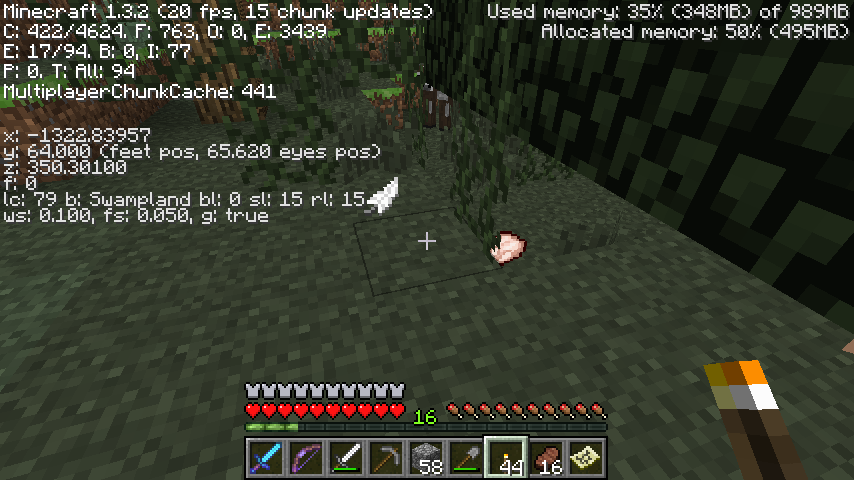 Minecraft 1.3.2 (20 fps, 15 chunk updates)
Used memory: 35% (348MB) of 989MB
C: 422/4624, F: 763, O: 0, E: 3439
Allocated memory: 50% (495MB)
E: 17/94, B: 0, I: 77
P: 0, T: All: 94
MultiplayerChunkCache: 441
x: -1322.83957
y: 64.000 (feet pos, 65.620 eyes pos)
z: 350.30100
f: 0
lc: 79 b: Swampland bl: 0 sl: 15 rl: 15
ws: 0.100, fs: 0.050, g: true
16
58
44
16